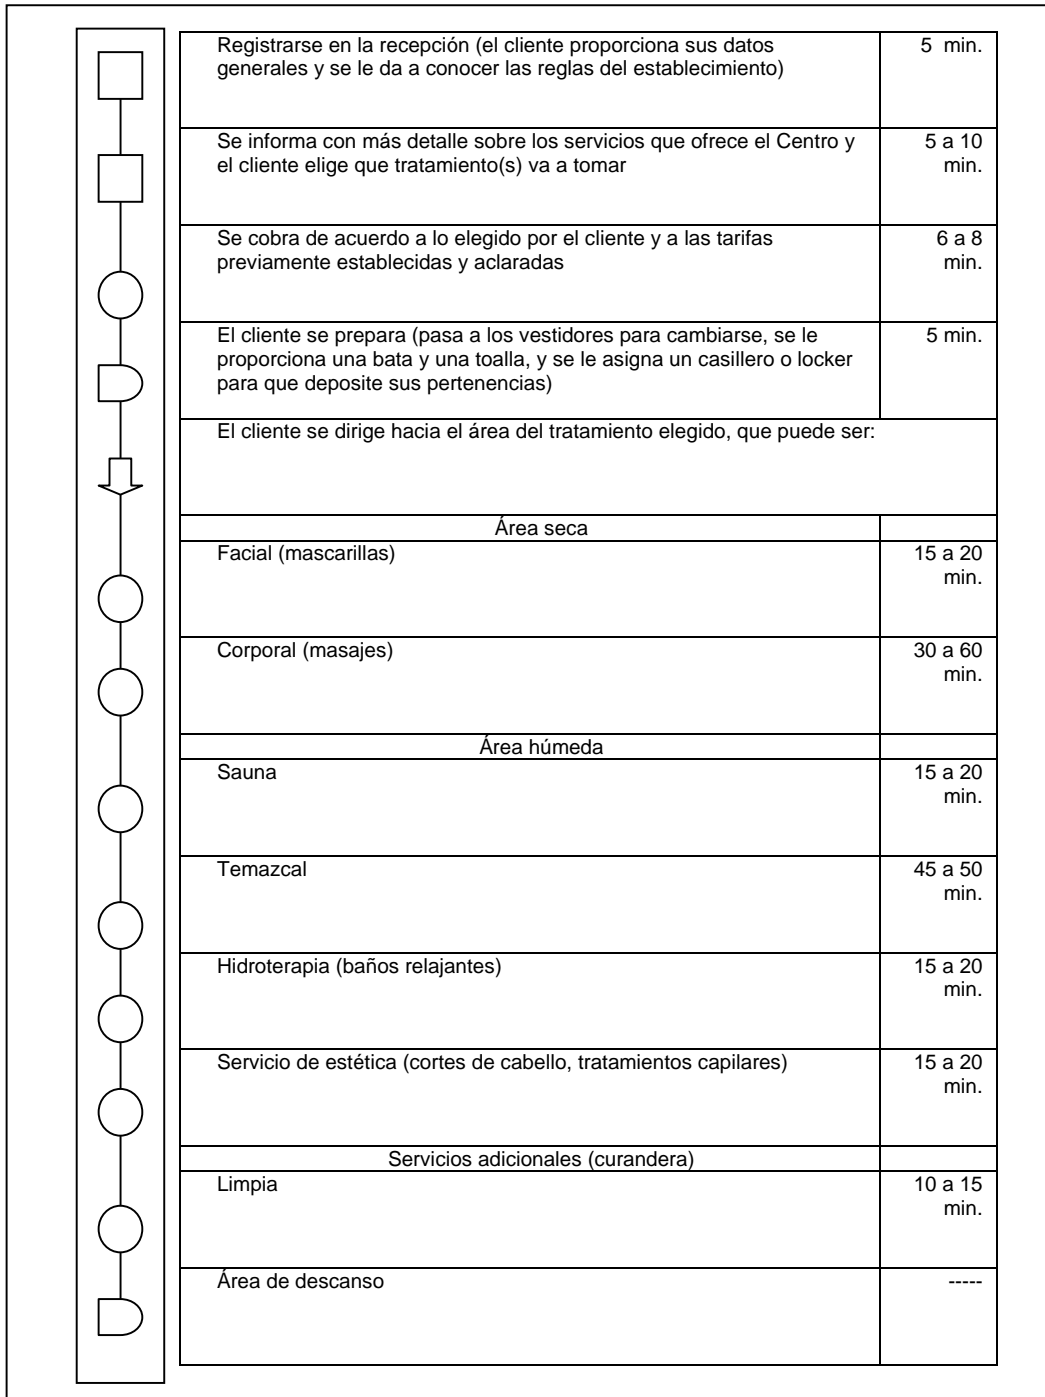 Registrarse en la recepción (el cliente proporciona sus datos
generales y se le da a conocer las reglas del establecimiento)
5 min.
Se informa con más detalle sobre los servicios que ofrece el Centro y
el cliente elige que tratamiento(s) va a tomar
5 a 10
min.
Se cobra de acuerdo a lo elegido por el cliente y a las tarifas
previamente establecidas y aclaradas
6 a 8
min.
El cliente se prepara (pasa a los vestidores para cambiarse, se le
proporciona una bata y una toalla, y se le asigna un casillero o locker
para que deposite sus pertenencias)
5 min.
El cliente se dirige hacia el área del tratamiento elegido, que puede ser:
Área seca
Facial (mascarillas)
15 a 20
min.
Corporal (masajes)
30 a 60
min.
Área húmeda
Sauna
15 a 20
min.
Temazcal
45 a 50
min.
Hidroterapia (baños relajantes)
15 a 20
min.
Servicio de estética (cortes de cabello, tratamientos capilares)
15 a 20
min.
Servicios adicionales (curandera)
Limpia
10 a 15
min.
Área de descanso
-----